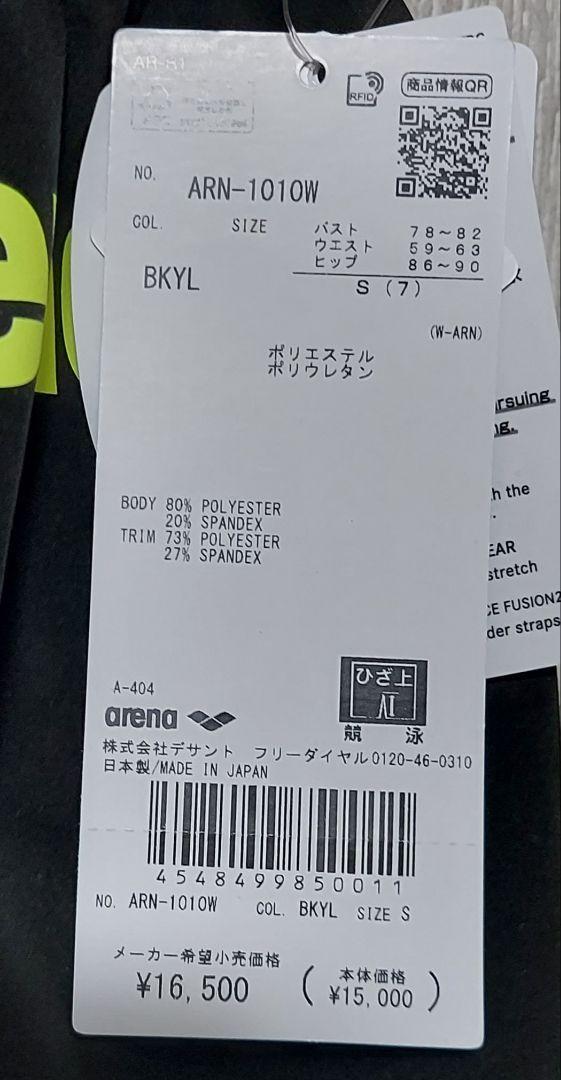 AR-81
RFID
商品情報QR
NO. ARN-1010W
COL. SIZE
バスト 78~82
ウエスト 59~63
ヒップ 86~90
BKYL
S (7)
(W-ARN)
ポリエステル
ポリウレタン
BODY 80% POLYESTER
20% SPANDEX
TRIM 73% POLYESTER
27% SPANDEX
ひざ上
競泳
A-404
arena
株式会社デサント フリーダイヤル0120-46-0310
日本製/MADE IN JAPAN
4548499850011
NO. ARN-1010W COL. BKYL SIZE S
メーカー希望小売価格
¥16,500
(本体価格
¥15,000)
rsuing
g.
h the
EAR
stretch
CE FUSION2
der straps